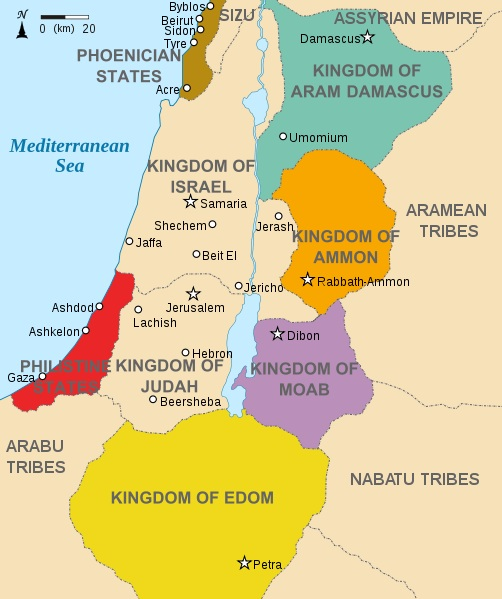 N
0 (km) 20
Byblos
Beirut
Sidon
Tyre
SIZU
ASSYRIAN EMPIRE
Damascus
PHOENICIAN
STATES
KINGDOM OF
ARAM DAMASCUS
Acre
Umomium
Mediterranean
Sea
KINGDOM OF
ISRAEL
Samaria
Shechem
Jerash
ARAMEAN
TRIBES
Jaffa
KINGDOM OF
AMMON
Beit El
Rabbath Ammon
Jericho
Ashdod
Jerusalem
Lachish
Ashkelon
Dibon
Hebron
PHILISTINE
STATES
KINGDOM OF
JUDAH
KINGDOM OF
MOAB
Gaza
Beersheba
ARABU
TRIBES
NABATU TRIBES
KINGDOM OF EDOM
Petra